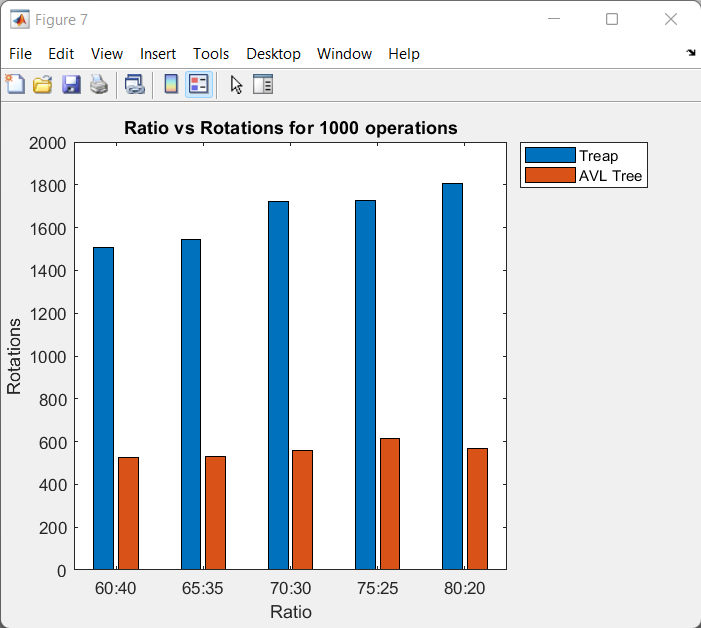 Figure 7
File Edit View Insert Tools Desktop Window Help
Ratio vs Rotations for 1000 operations
Treap
AVL Tree
Rotations
2000
1800
1600
1400
1200
1000
800
600
400
200
0
60:40 65:35 70:30 75:25 80:20
Ratio